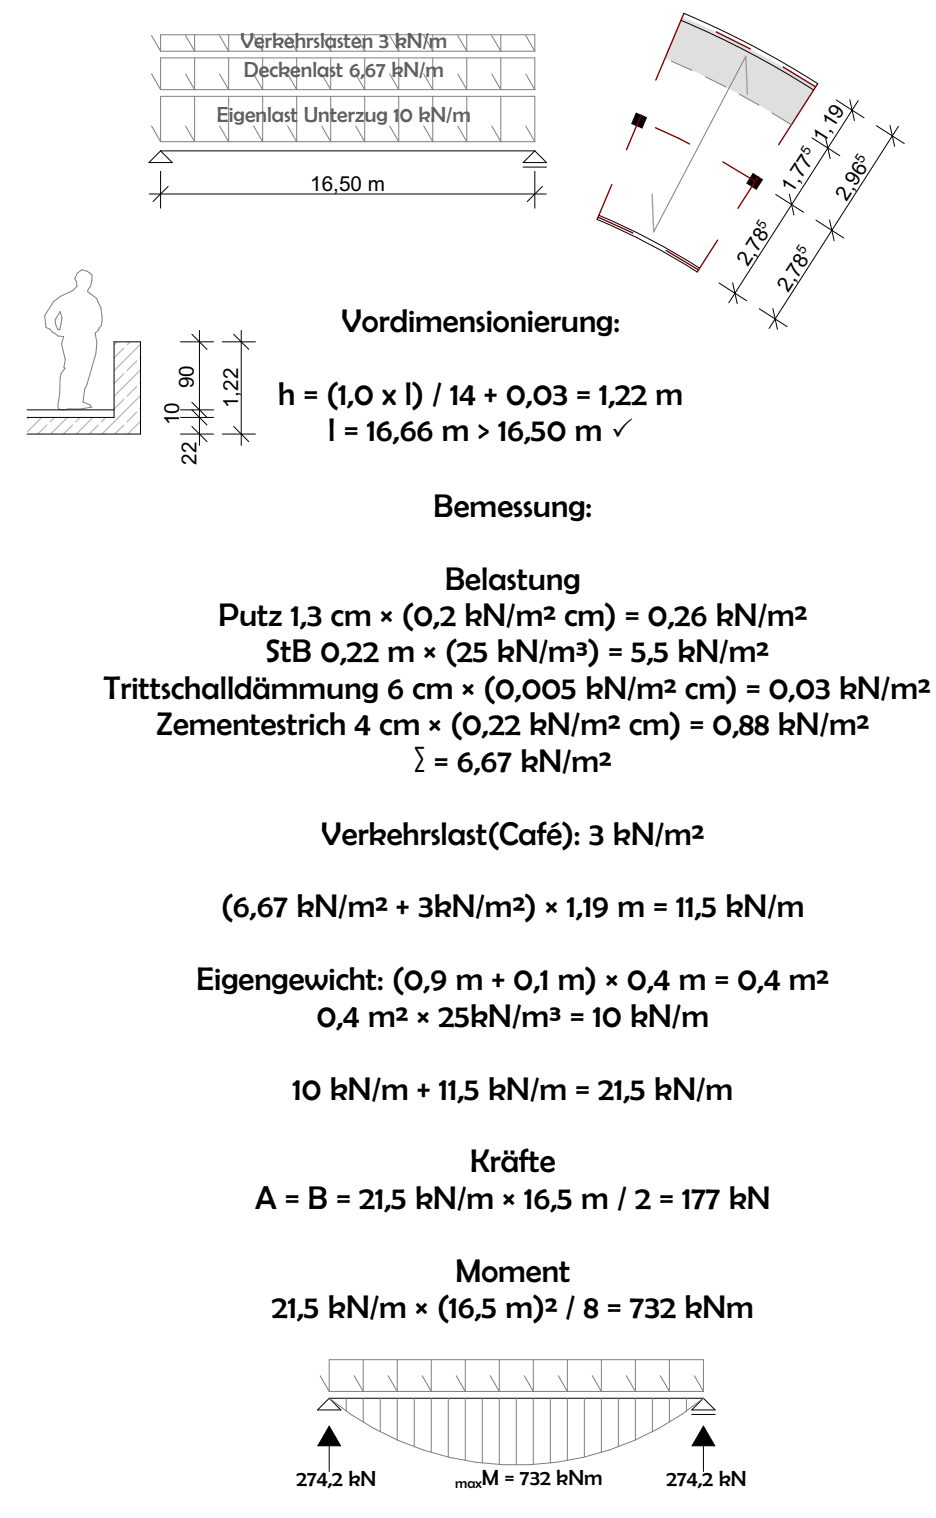 Verkehrslasten 3 kN/m
Deckenlast 6,67 kN/m
Eigenlast Unterzug 10 kN/m
16,50 m
1,19
1,77⁵
2,96⁵
2,78⁵
2,78⁵
90
10
22
1,22
Vordimensionierung:
h = (1,0 x l) / 14 + 0,03 = 1,22 m
l = 16,66 m > 16,50 m ✓
Bemessung:
Belastung
Putz 1,3 cm × (0,2 kN/m² cm) = 0,26 kN/m²
StB 0,22 m × (25 kN/m³) = 5,5 kN/m²
Trittschalldämmung 6 cm × (0,005 kN/m² cm) = 0,03 kN/m²
Zementestrich 4 cm × (0,22 kN/m² cm) = 0,88 kN/m²
∑ = 6,67 kN/m²
Verkehrslast(Café): 3 kN/m²
(6,67 kN/m² + 3kN/m²) × 1,19 m = 11,5 kN/m
Eigengewicht: (0,9 m + 0,1 m) × 0,4 m = 0,4 m²
0,4 m² × 25kN/m³ = 10 kN/m
10 kN/m + 11,5 kN/m = 21,5 kN/m
Kräfte
A = B = 21,5 kN/m × 16,5 m / 2 = 177 kN
Moment
21,5 kN/m × (16,5 m)² / 8 = 732 kNm
274,2 kN
maxM = 732 kNm
274,2 kN